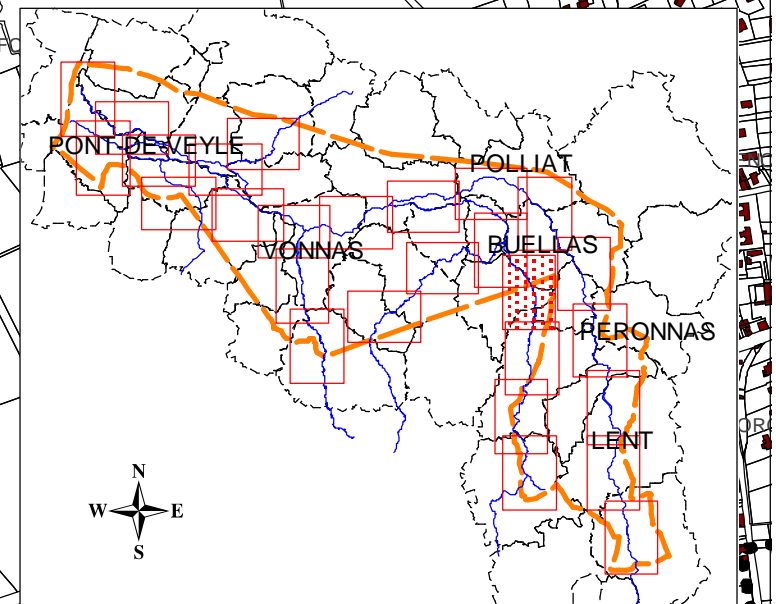 PONT-DE-VEYLE
POLLIAT
BUELLAS
VONNAS
PERONNAS
LENT
N
W E
S